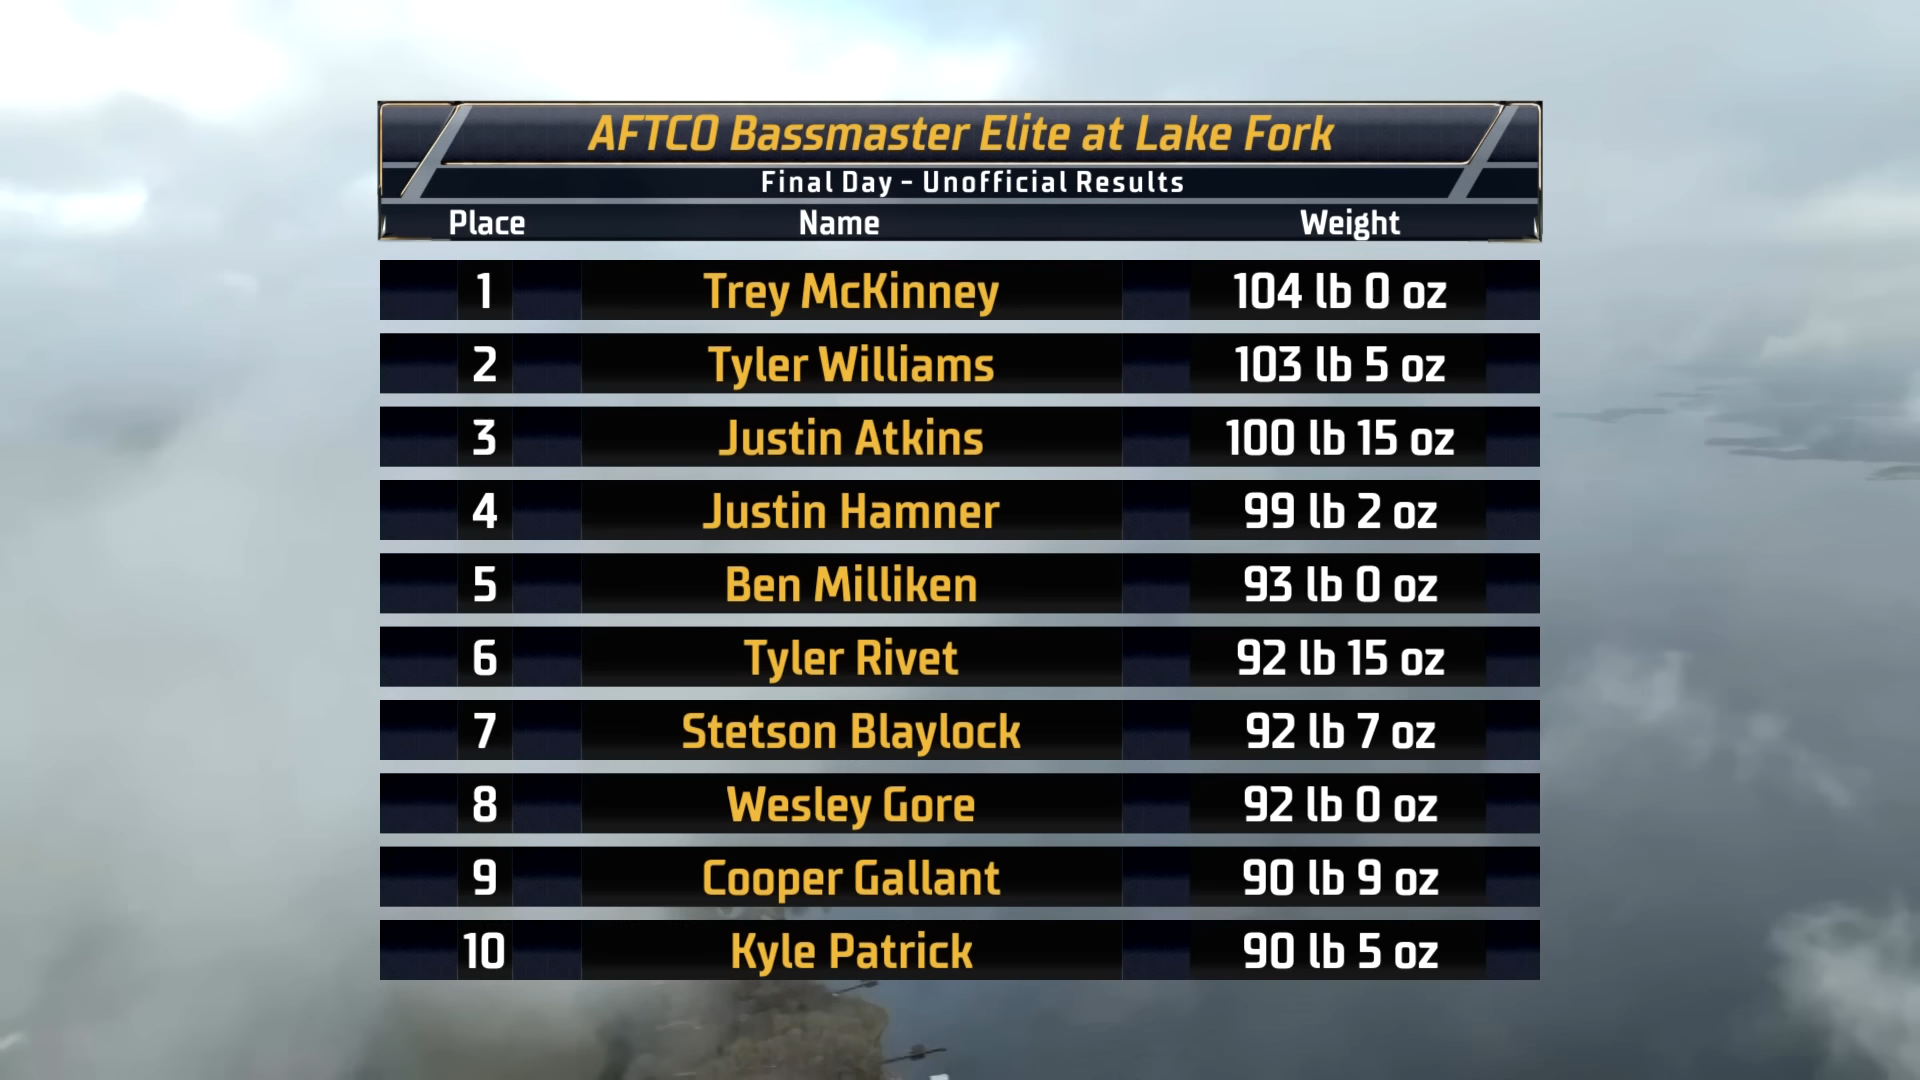 AFTCO Bassmaster Elite at Lake Fork
Final Day - Unofficial Results
Place Name Weight
1 Trey McKinney 104 lb 0 oz
2 Tyler Williams 103 lb 5 oz
3 Justin Atkins 100 lb 15 oz
4 Justin Hamner 99 lb 2 oz
5 Ben Milliken 93 lb 0 oz
6 Tyler Rivet 92 lb 15 oz
7 Stetson Blaylock 92 lb 7 oz
8 Wesley Gore 92 lb 0 oz
9 Cooper Gallant 90 lb 9 oz
10 Kyle Patrick 90 lb 5 oz